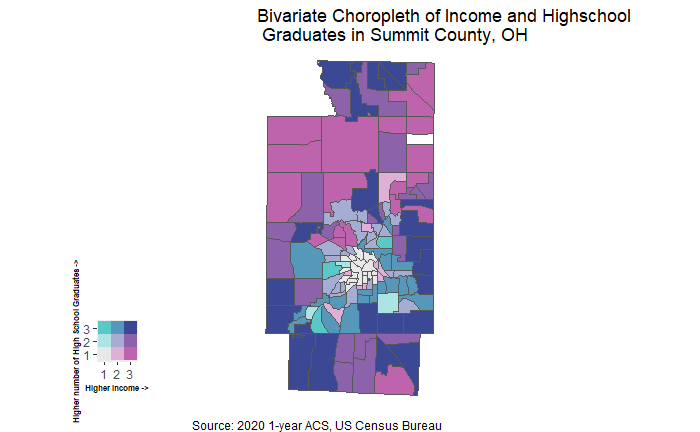 Bivariate Choropleth of Income and Highschool
Graduates in Summit County, OH
Higher number of High School Graduates ->
3
2
1
1 2 3
Higher income ->
Source: 2020 1-year ACS, US Census Bureau